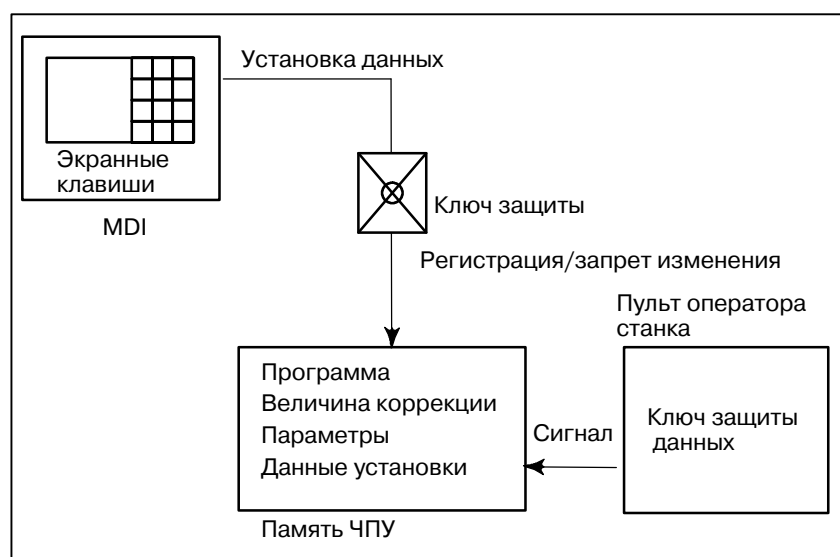 Установка данных
Экранные
клавиши
MDI
Ключ защиты
Регистрация/запрет изменения
Пульт оператора
станка
Программа
Величина коррекции
Параметры
Данные установки
Сигнал
Ключ защиты
данных
Память ЧПУ